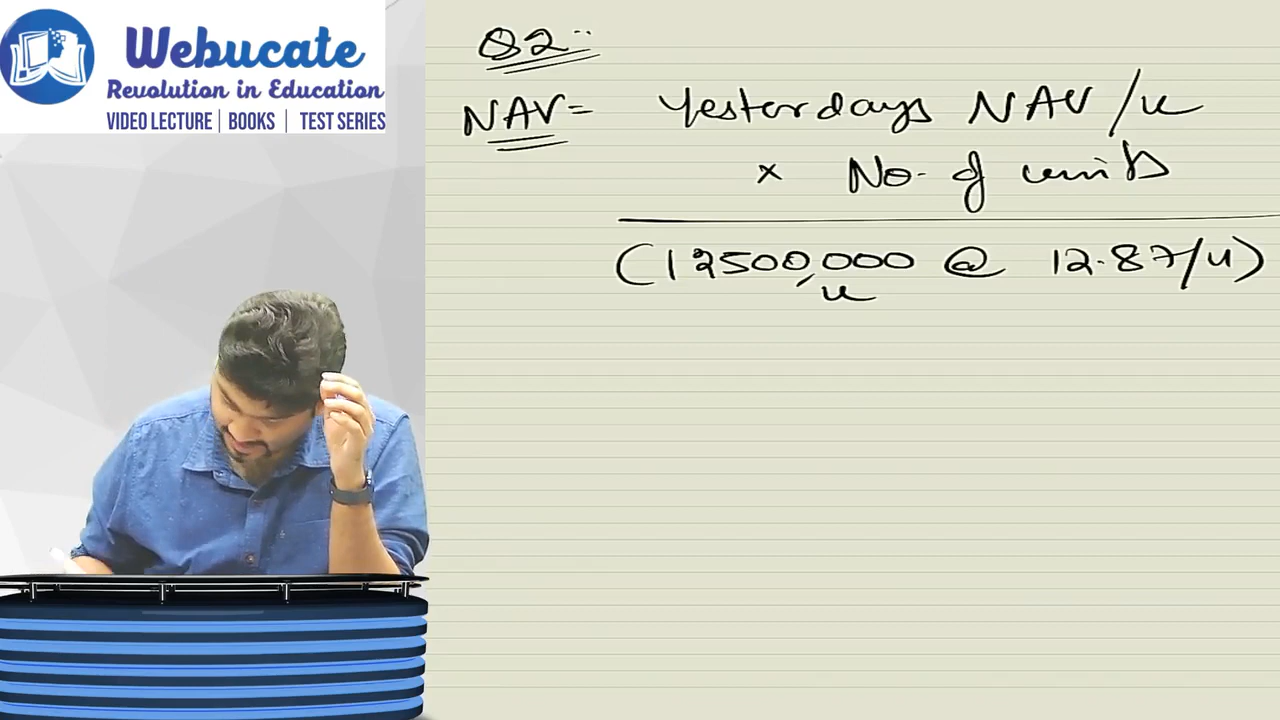 Webucate
Revolution in Education
VIDEO LECTURE | BOOKS | TEST SERIES
Q2:
NAV = Yesterdays NAV/u
× No. of units
(12500,000 @ 12.87/u)
u